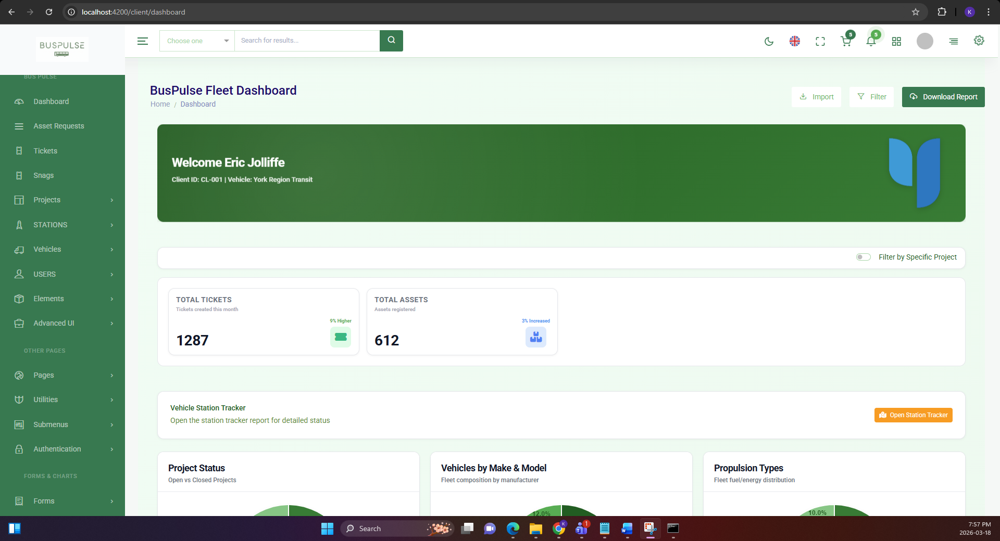 localhost:4200/client/dashboard
K
BUSPULSE
Choose one
Search for results...
5
5
BUS PULSE
Dashboard
Asset Requests
Tickets
Snags
Projects
STATIONS
Vehicles
USERS
Elements
Advanced UI
OTHER PAGES
Pages
Utilities
Submenus
Authentication
FORMS & CHARTS
Forms
BusPulse Fleet Dashboard
Home / Dashboard
Import
Filter
Download Report
Welcome Eric Jolliffe
Client ID: CL-001 | Vehicle: York Region Transit
Filter by Specific Project
TOTAL TICKETS
Tickets created this month
9% Higher
1287
TOTAL ASSETS
Assets registered
3% Increased
612
Vehicle Station Tracker
Open the station tracker report for detailed status
Open Station Tracker
Project Status
Open vs Closed Projects
Vehicles by Make & Model
Fleet composition by manufacturer
12.0%
Propulsion Types
Fleet fuel/energy distribution
10.0%
Search
K
1
T
W
7:57 PM
2026-03-18